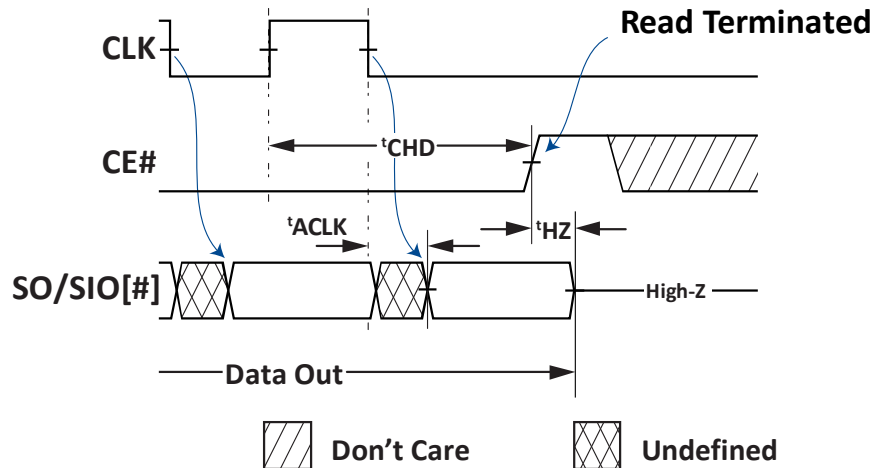 Read Terminated
CLK
tCHD
CE#
tACLK
tHZ
SO/SIO[#]
High-Z
Data Out
Don't Care
Undefined